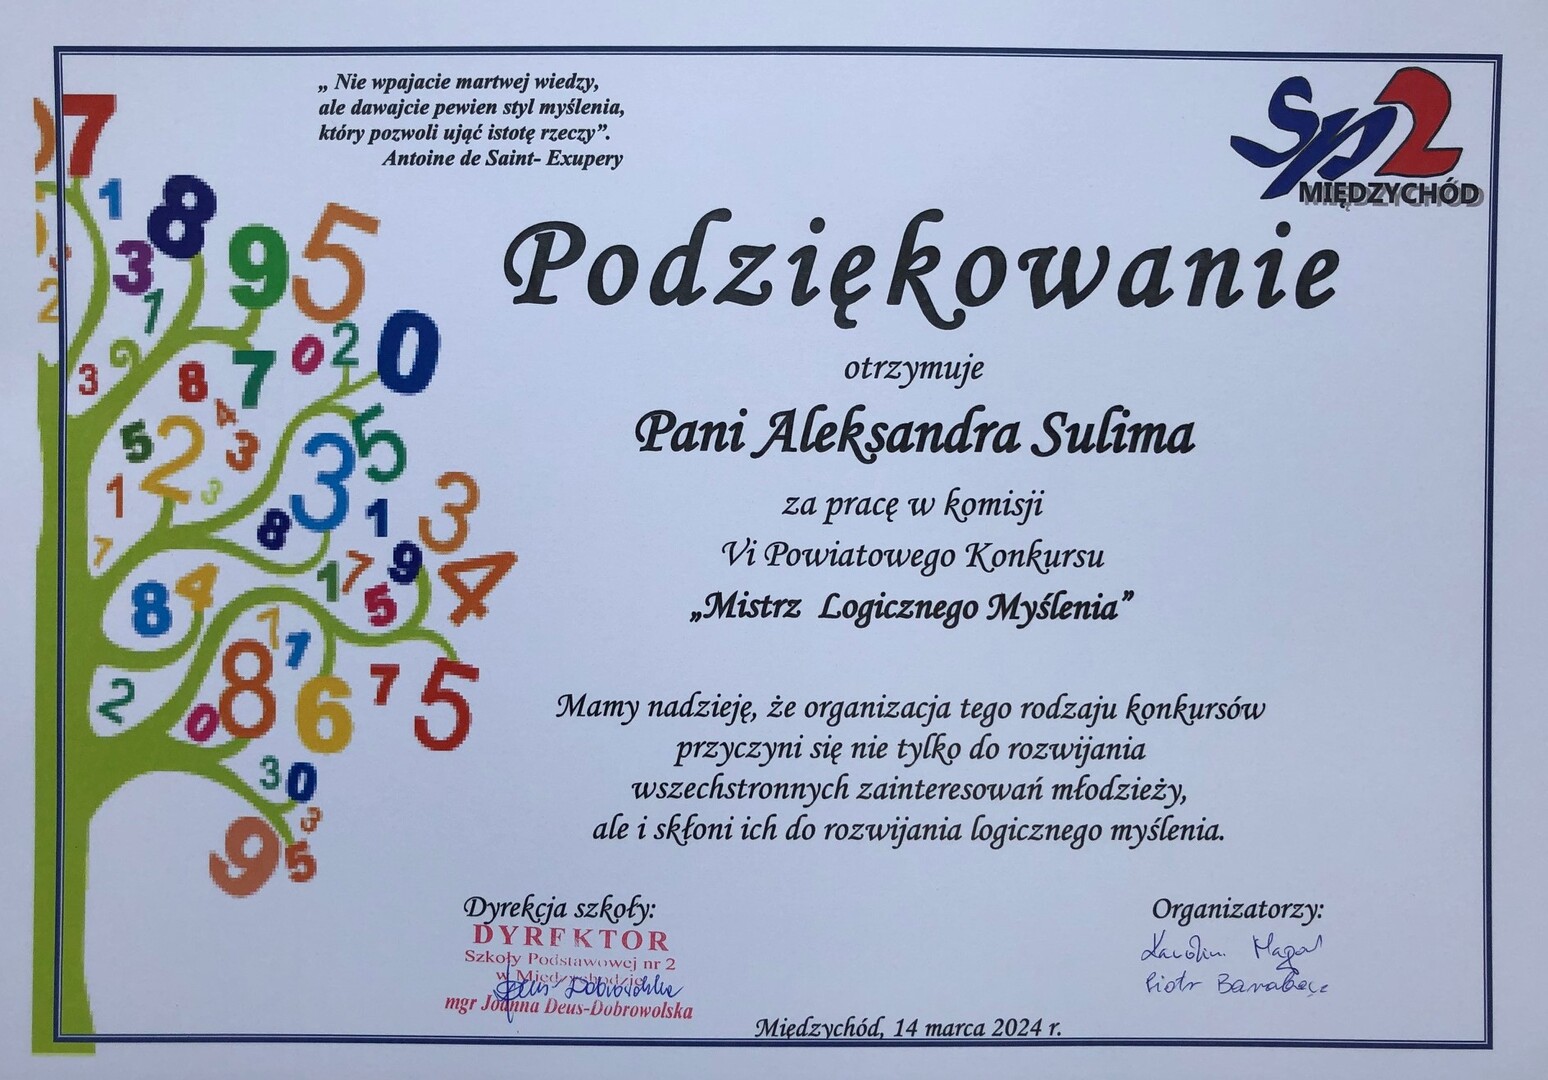 „ Nie wpajacie martwej wiedzy,
ale dawajcie pewien styl myślenia,
który pozwoli ująć istotę rzeczy”.
Antoine de Saint- Exupery
Sp2
MIĘDZYCHÓD
Podziękowanie
otrzymuje
Pani Aleksandra Sulima
za pracę w komisji
Vi Powiatowego Konkursu
„Mistrz Logicznego Myślenia”
Mamy nadzieję, że organizacja tego rodzaju konkursów
przyczyni się nie tylko do rozwijania
wszechstronnych zainteresowań młodzieży,
ale i skłoni ich do rozwijania logicznego myślenia.
Dyrekcja szkoły:
DYREKTOR
Szkoły Podstawowej nr 2
w Międzychodzie
mgr Joanna Deus-Dobrowolska
Organizatorzy:
Piotr
Międzychód, 14 marca 2024 r.